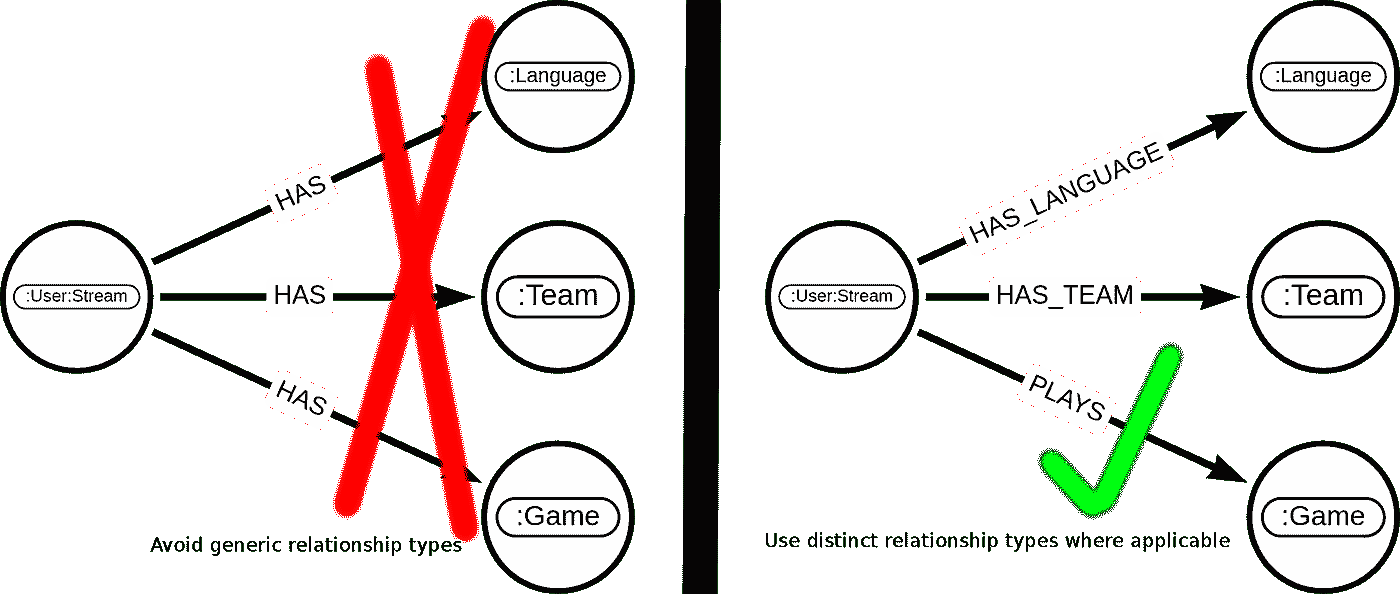 :Language
HAS
:User:Stream
HAS
:Team
HAS
:Game
Avoid generic relationship types
:Language
HAS_LANGUAGE
:User:Stream
HAS_TEAM
:Team
PLAYS
:Game
Use distinct relationship types where applicable